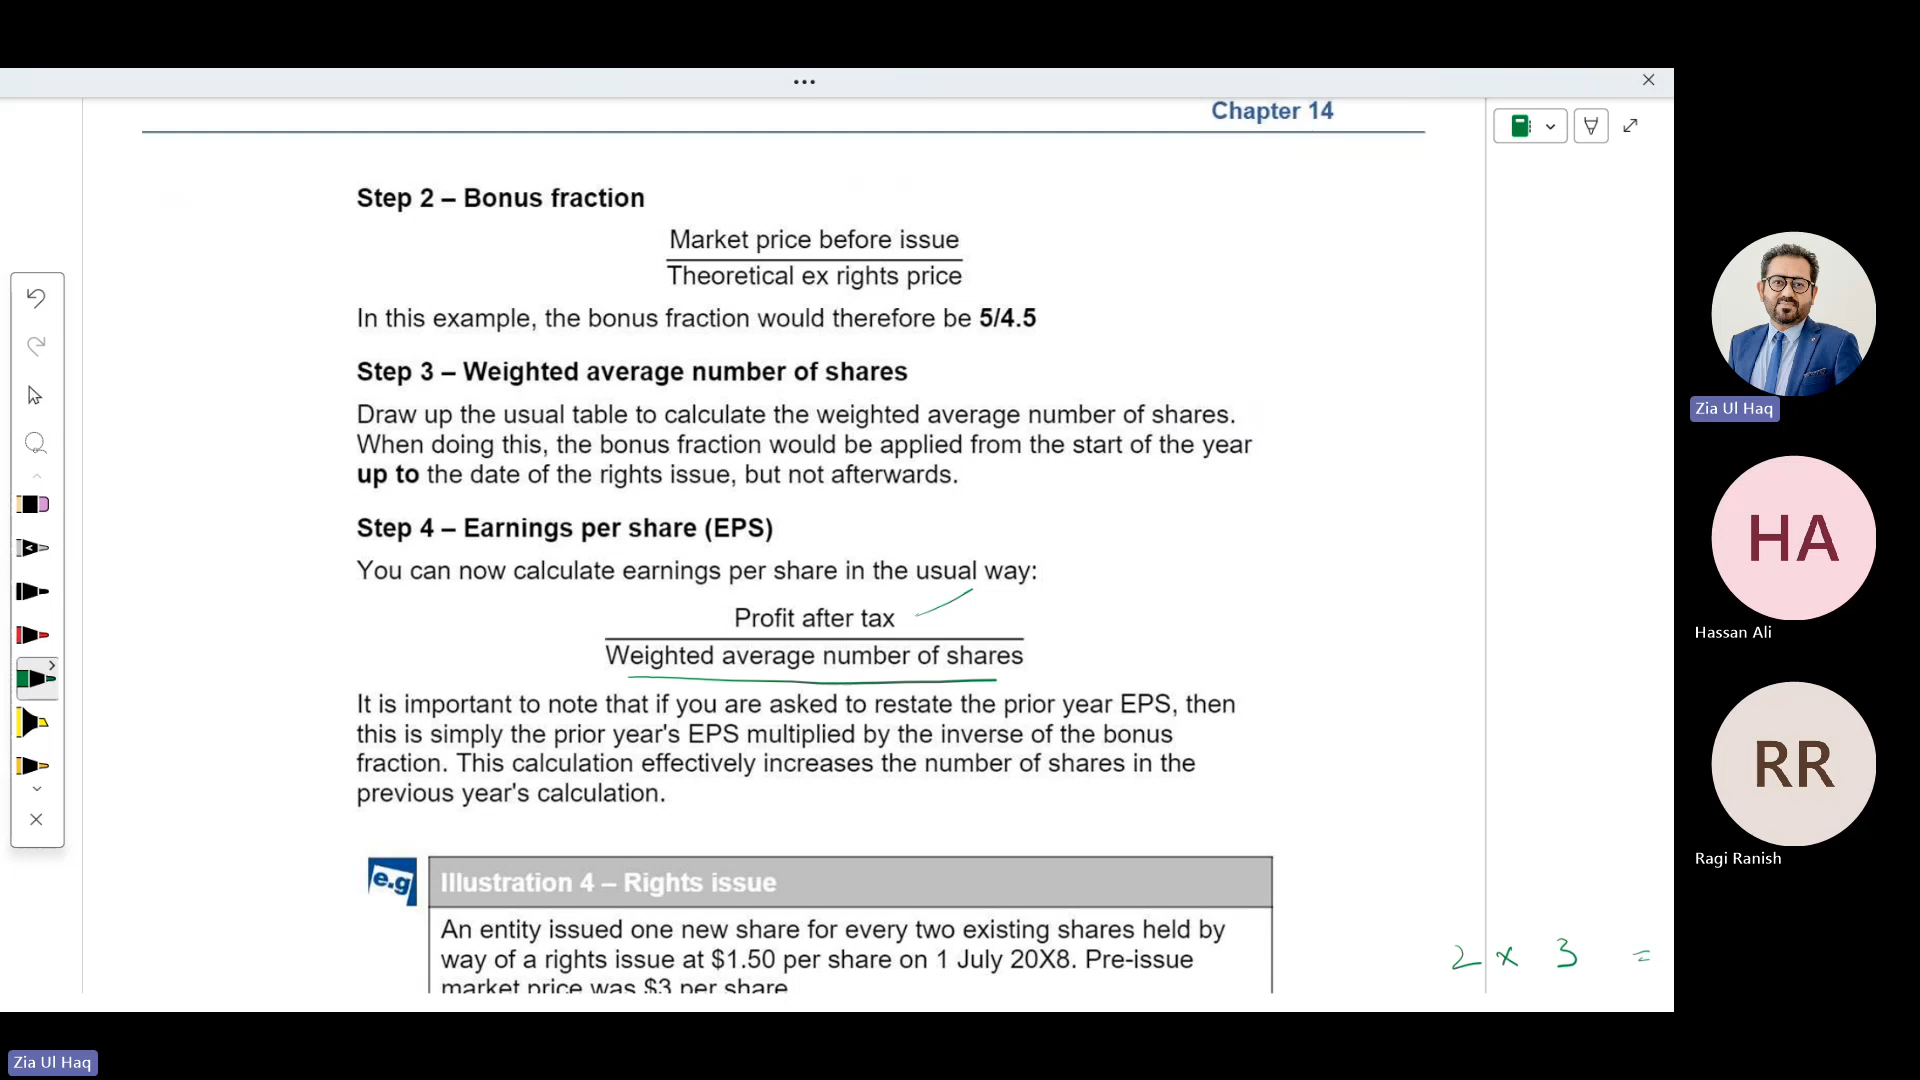 Chapter 14
Step 2 – Bonus fraction
Market price before issue
Theoretical ex rights price
In this example, the bonus fraction would therefore be 5/4.5
Step 3 – Weighted average number of shares
Draw up the usual table to calculate the weighted average number of shares.
When doing this, the bonus fraction would be applied from the start of the year
up to the date of the rights issue, but not afterwards.
Step 4 – Earnings per share (EPS)
You can now calculate earnings per share in the usual way:
Profit after tax
Weighted average number of shares
It is important to note that if you are asked to restate the prior year EPS, then
this is simply the prior year's EPS multiplied by the inverse of the bonus
fraction. This calculation effectively increases the number of shares in the
previous year's calculation.
e.g
Illustration 4 – Rights issue
An entity issued one new share for every two existing shares held by
way of a rights issue at $1.50 per share on 1 July 20X8. Pre-issue
market price was $3 per share
2 × 3 =
Zia Ul Haq
HA
Hassan Ali
RR
Ragi Ranish
Zia Ul Haq